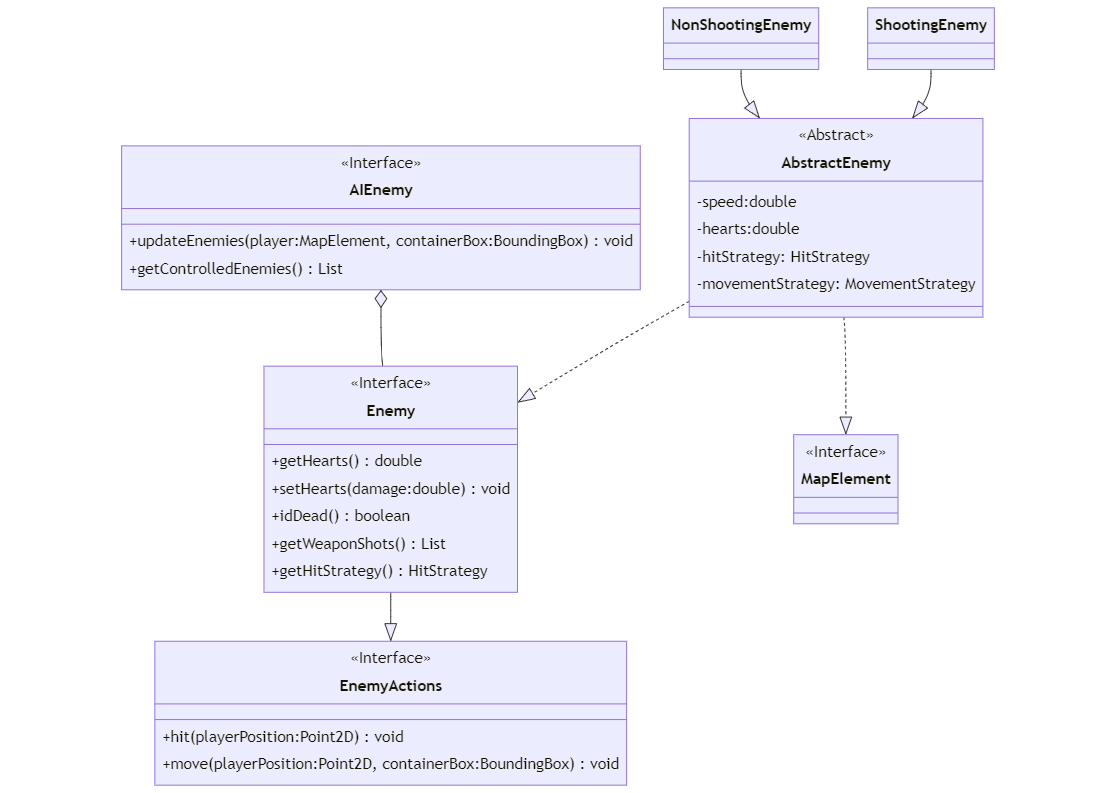 NonShootingEnemy
ShootingEnemy
«Abstract»
AbstractEnemy
-speed:double
-hearts:double
-hitStrategy: HitStrategy
-movementStrategy: MovementStrategy
«Interface»
AIEnemy
+updateEnemies(player:MapElement, containerBox:BoundingBox) : void
+getControlledEnemies() : List
«Interface»
Enemy
+getHearts() : double
+setHearts(damage:double) : void
+idDead() : boolean
+getWeaponShots() : List
+getHitStrategy() : HitStrategy
«Interface»
MapElement
«Interface»
EnemyActions
+hit(playerPosition:Point2D) : void
+move(playerPosition:Point2D, containerBox:BoundingBox) : void